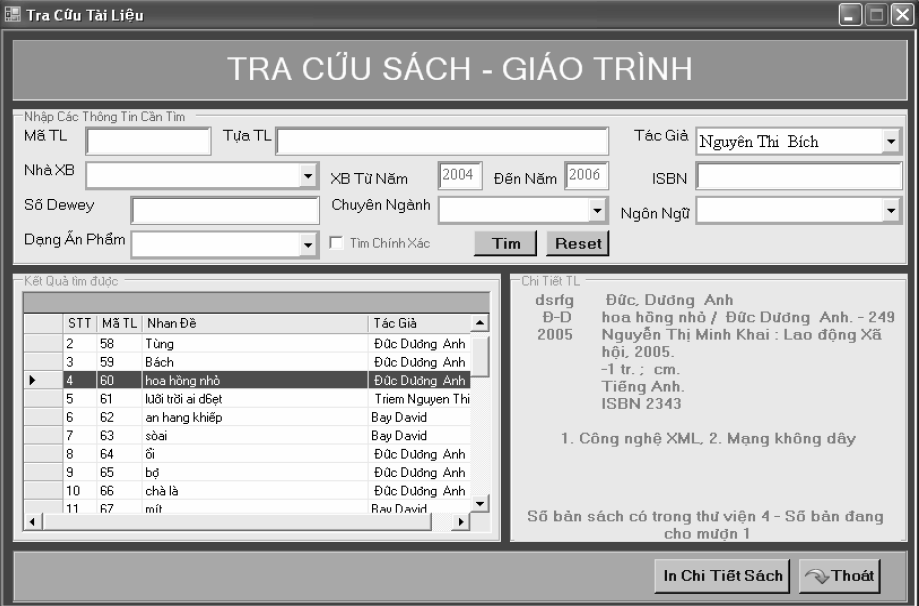 Tra Cứu Tài Liệu
TRA CỨU SÁCH - GIÁO TRÌNH
Nhập Các Thông Tin Cần Tìm
Mã TL Tựa TL Tác Giả Nguyên Thi Bích
Nhà XB XB Từ Năm 2004 Đến Năm 2006 ISBN
Số Dewey Chuyên Ngành Ngôn Ngữ
Dạng Ấn Phẩm Tìm Chính Xác Tìm Reset
Kết Quả tìm được
STT Mã TL Nhan Đề Tác Giả
2 58 Tùng Đức Dương Anh
3 59 Bách Đức Dương Anh
4 60 hoa hồng nhỏ Đức Dương Anh
5 61 lưỡi trời ai d6ẹt Triem Nguyen Thi
6 62 an hang khiếp Bay David
7 63 sòai Bay David
8 64 ổi Đức Dương Anh
9 65 bợ Đức Dương Anh
10 66 chà là Đức Dương Anh
11 67 mít Bay David
Chi Tiết TL
dsrfg Đức, Dương Anh
Đ-D hoa hồng nhỏ / Đức Dương Anh. - 249
2005 Nguyễn Thị Minh Khai : Lao động Xã
hội, 2005.
-1 tr. ; cm.
Tiếng Anh.
ISBN 2343
1. Công nghệ XML, 2. Mạng không dây
Số bản sách có trong thư viện 4 - Số bản đang
cho mượn 1
In Chi Tiết Sách Thoát